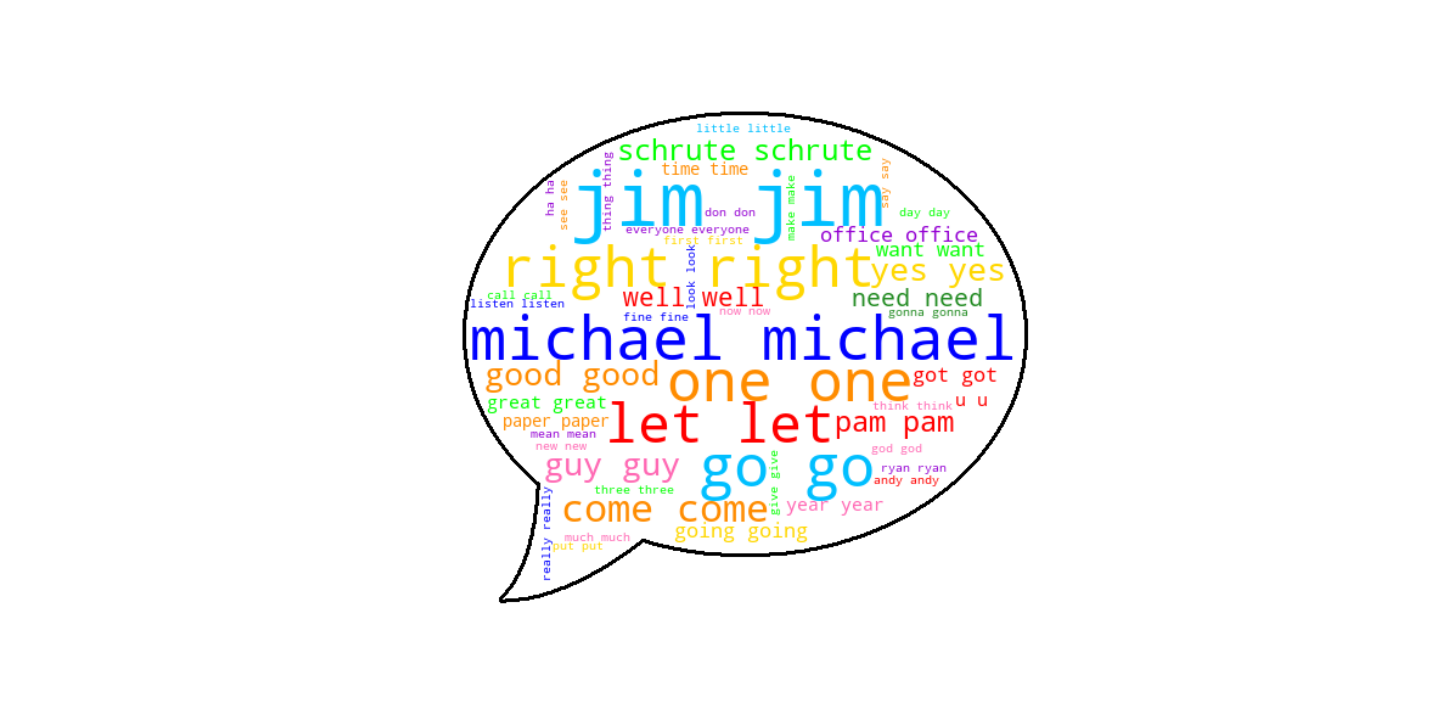 little little
schrute schrute
time time
ha ha
see see
thing thing
jim jim
say say
make make
don don
day day
everyone everyone
office office
first first
want want
right right
look look
yes yes
call call
listen listen
well well
need need
now now
gonna gonna
fine fine
michael michael
good good
one one
got got
great great
think think
u u
paper paper
let let
pam pam
mean mean
new new
god god
guy guy
go go
give give
ryan ryan
andy andy
three three
really really
come come
year year
going going
much much
put put